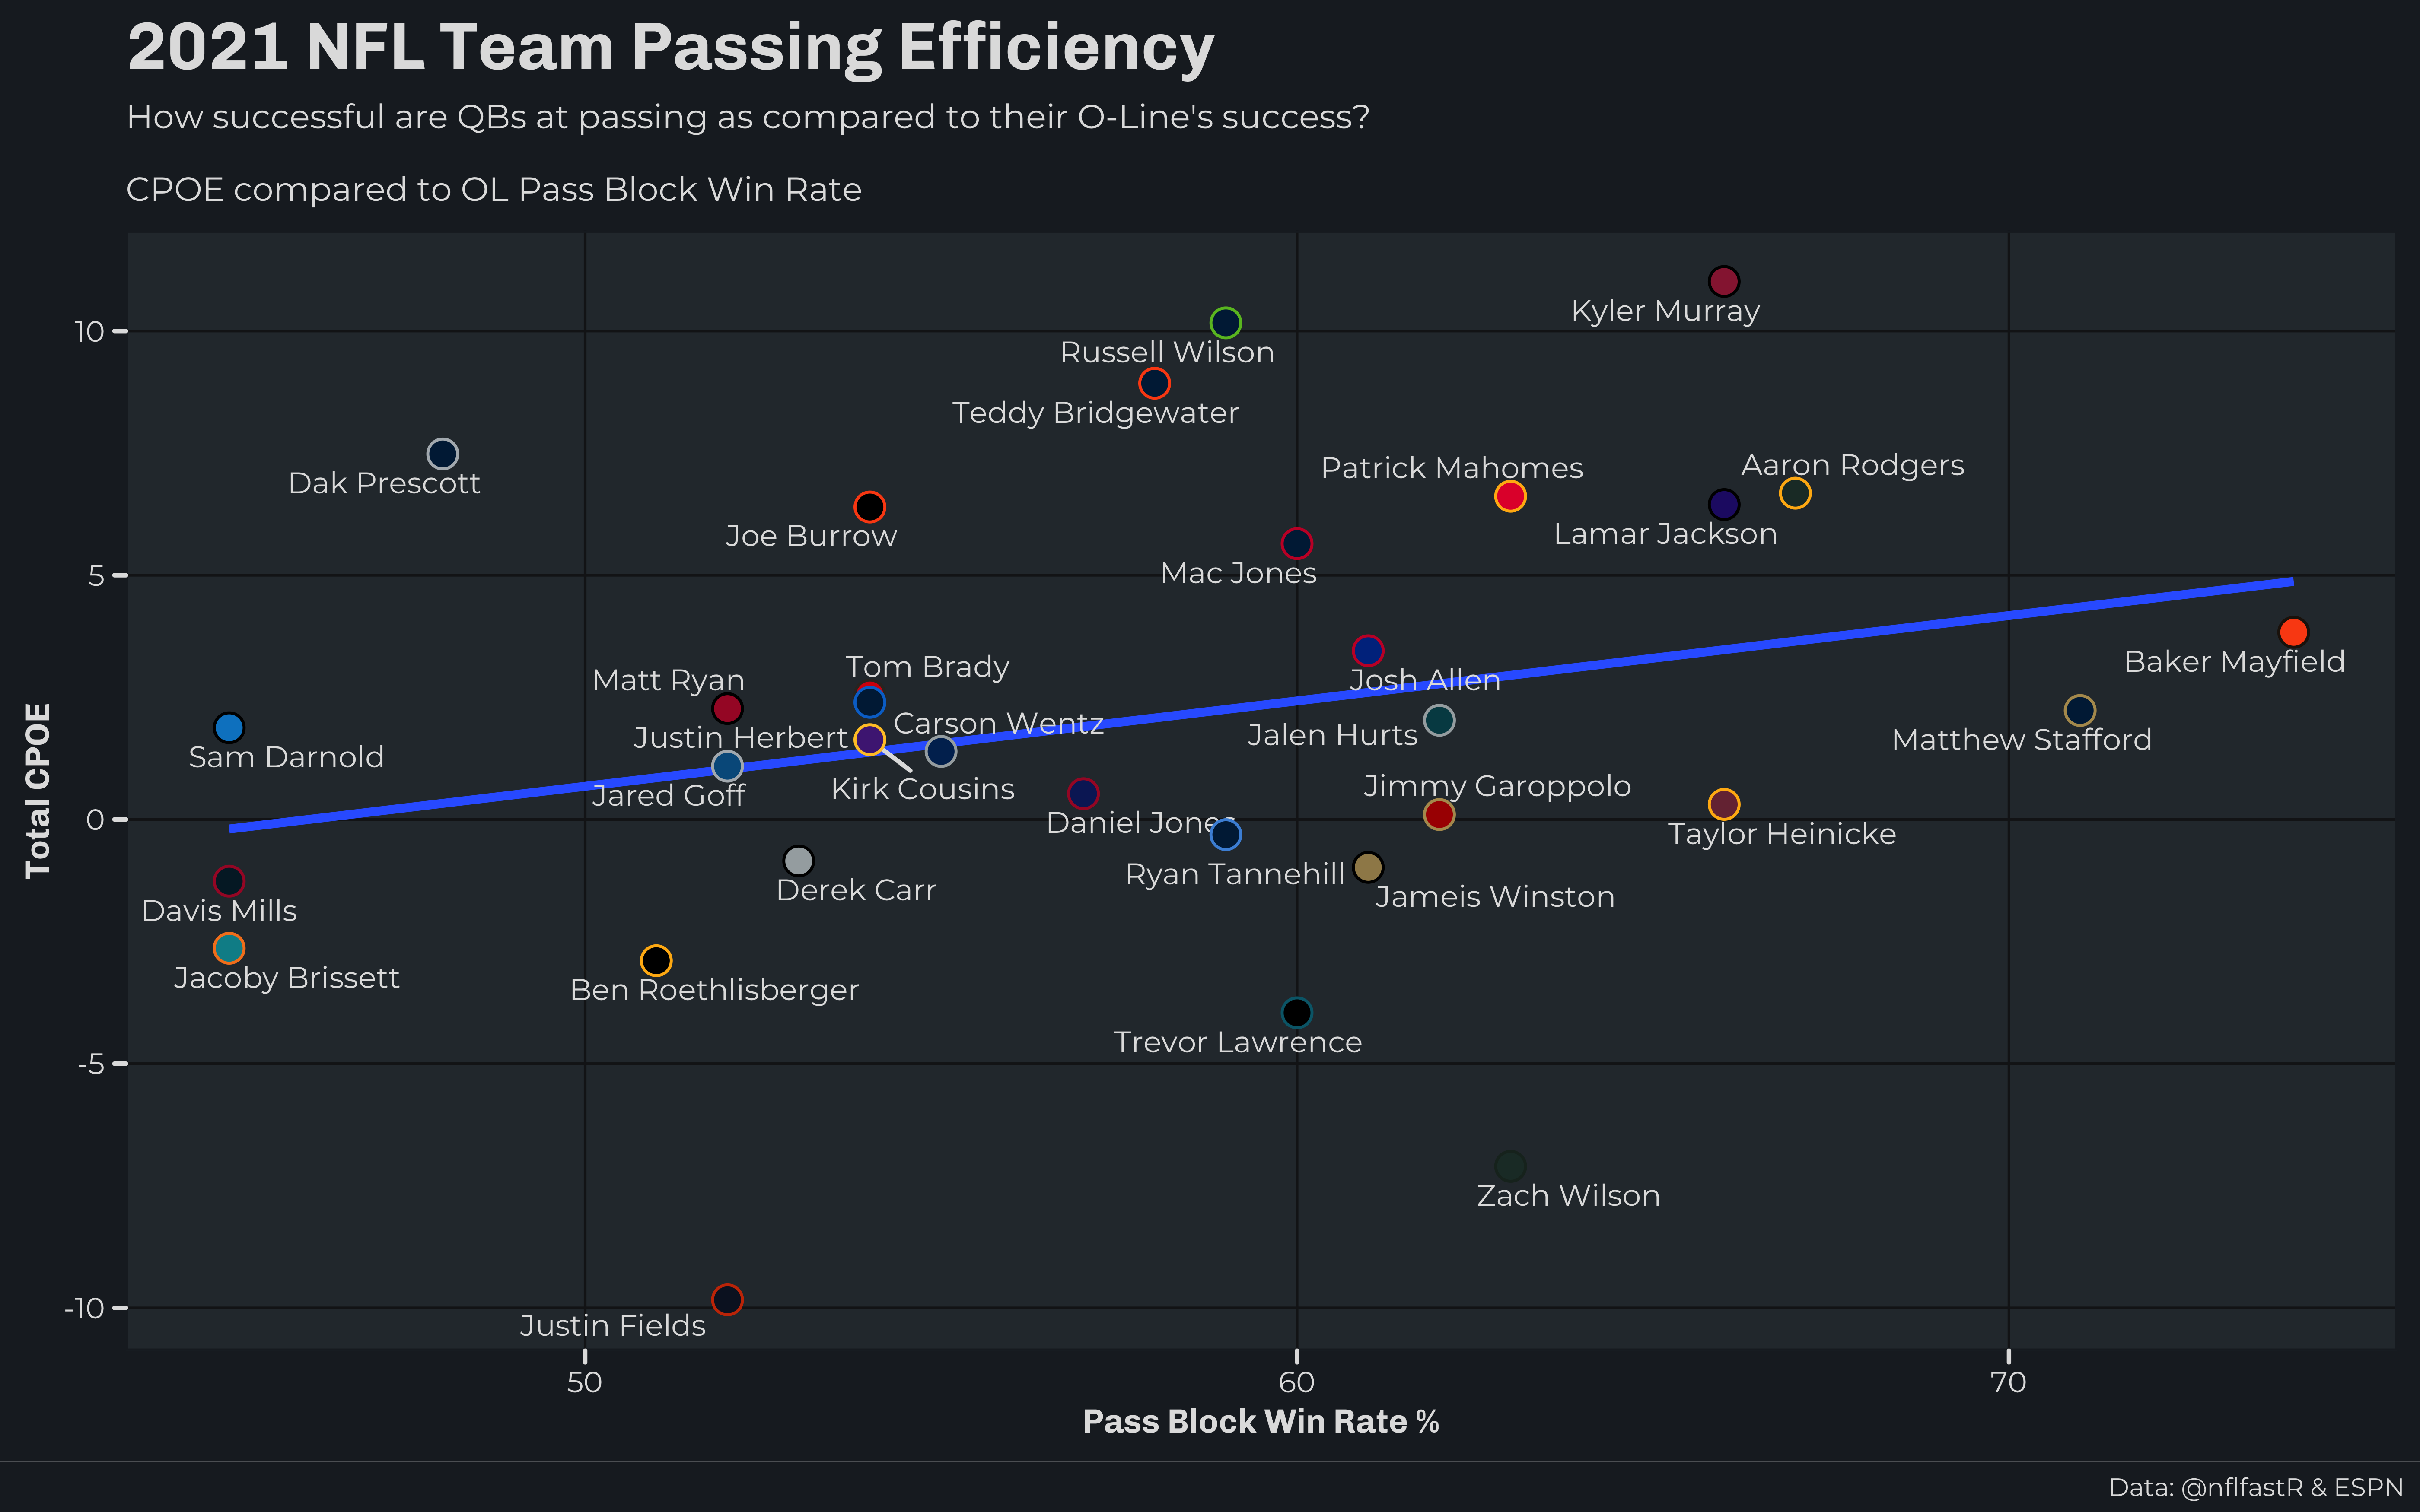 2021 NFL Team Passing Efficiency
How successful are QBs at passing as compared to their O-Line's success?
CPOE compared to OL Pass Block Win Rate
Total CPOE
10
5
0
-5
-10
Kyler Murray
Russell Wilson
Teddy Bridgewater
Dak Prescott
Patrick Mahomes
Aaron Rodgers
Joe Burrow
Lamar Jackson
Mac Jones
Tom Brady
Matt Ryan
Josh Allen
Baker Mayfield
Carson Wentz
Justin Herbert
Jalen Hurts
Matthew Stafford
Sam Darnold
Jared Goff
Kirk Cousins
Jimmy Garoppolo
Daniel Jones
Taylor Heinicke
Ryan Tannehill
Derek Carr
Jameis Winston
Davis Mills
Jacoby Brissett
Ben Roethlisberger
Trevor Lawrence
Zach Wilson
Justin Fields
50
60
70
Pass Block Win Rate %
Data: @nflfastR & ESPN